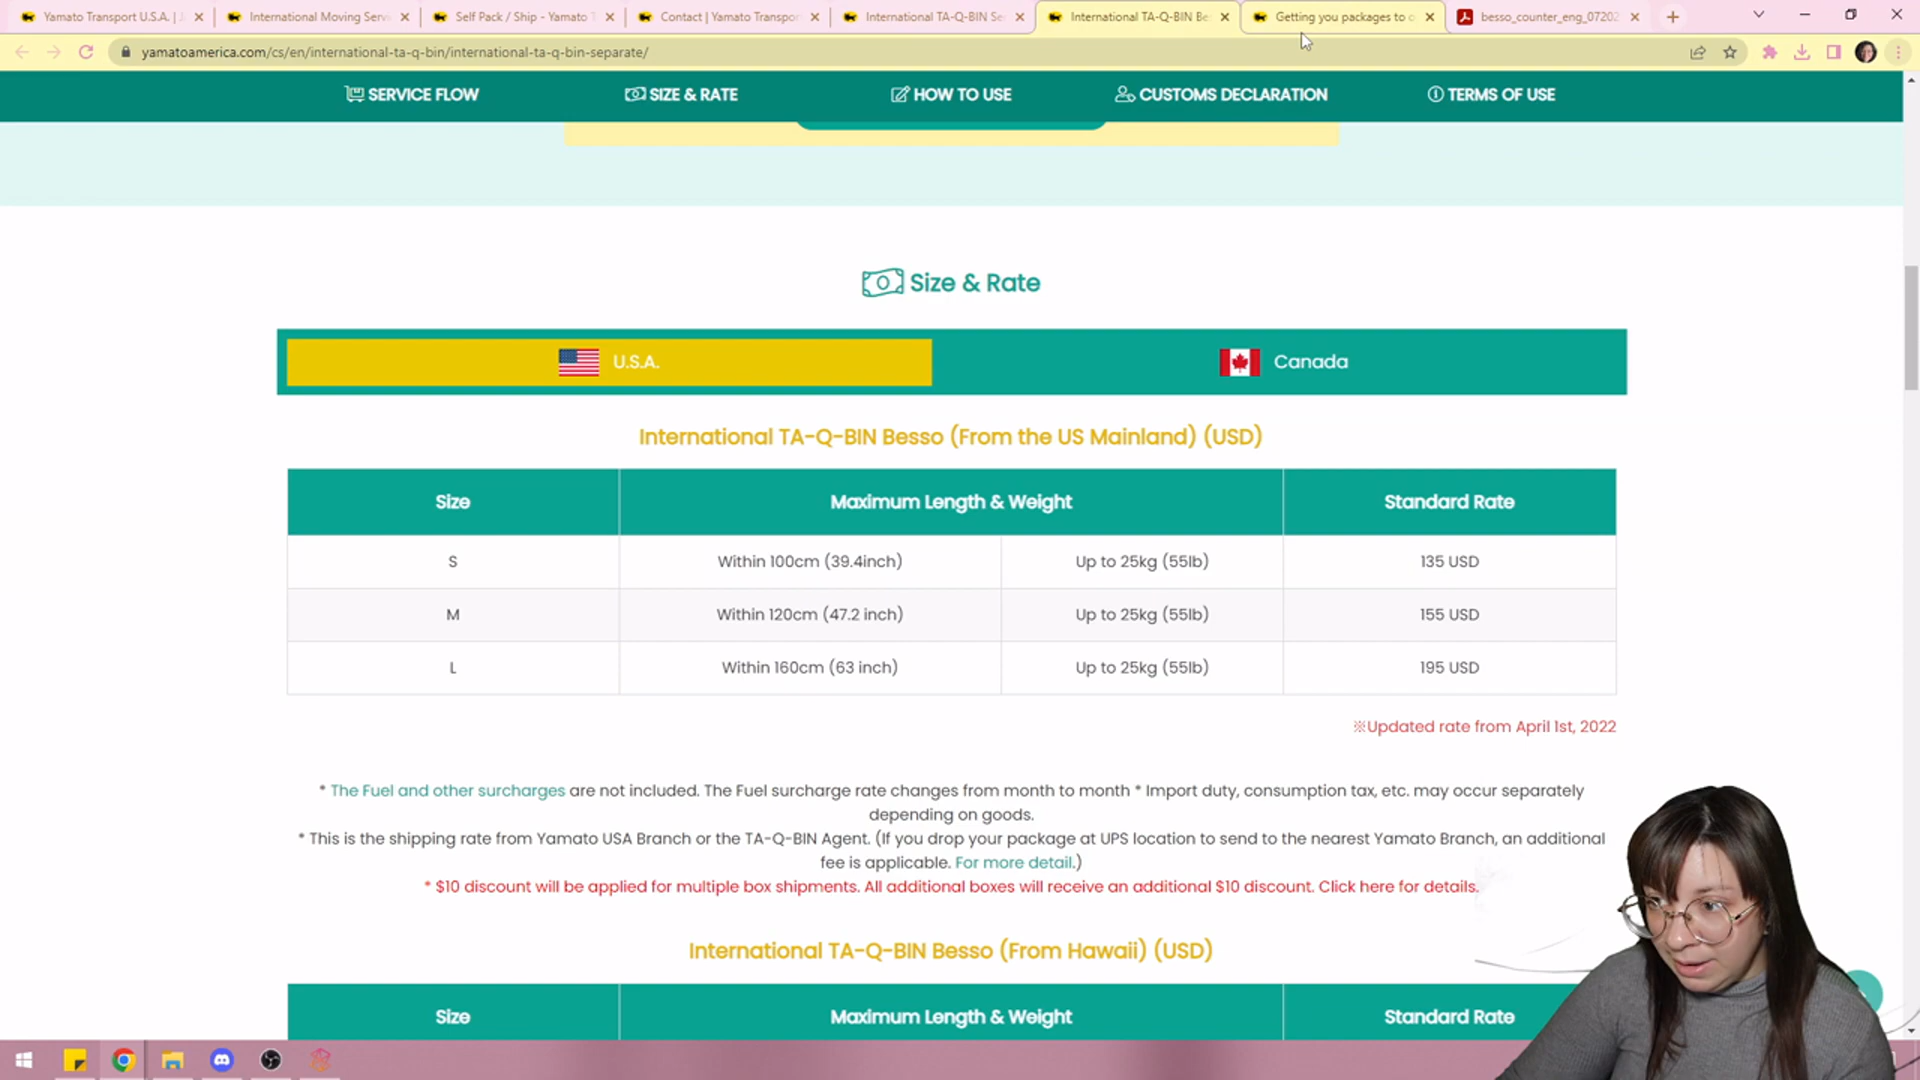 Yamato Transport U.S.A. | J
International Moving Servi
Self Pack / Ship - Yamato T
Contact | Yamato Transpor
International TA-Q-BIN Se
International TA-Q-BIN Be
Getting you packages to o
besso_counter_eng_07202
yamatoamerica.com/cs/en/international-ta-q-bin/international-ta-q-bin-separate/
SERVICE FLOW
SIZE & RATE
HOW TO USE
CUSTOMS DECLARATION
TERMS OF USE
Size & Rate
U.S.A.
Canada
International TA-Q-BIN Besso (From the US Mainland) (USD)
Size Maximum Length & Weight Standard Rate
S Within 100cm (39.4inch) Up to 25kg (55lb) 135 USD
M Within 120cm (47.2 inch) Up to 25kg (55lb) 155 USD
L Within 160cm (63 inch) Up to 25kg (55lb) 195 USD
※Updated rate from April 1st, 2022
* The Fuel and other surcharges are not included. The Fuel surcharge rate changes from month to month * Import duty, consumption tax, etc. may occur separately
depending on goods.
* This is the shipping rate from Yamato USA Branch or the TA-Q-BIN Agent. (If you drop your package at UPS location to send to the nearest Yamato Branch, an additional
fee is applicable. For more detail.)
* $10 discount will be applied for multiple box shipments. All additional boxes will receive an additional $10 discount. Click here for details.
International TA-Q-BIN Besso (From Hawaii) (USD)
Size Maximum Length & Weight Standard Rate